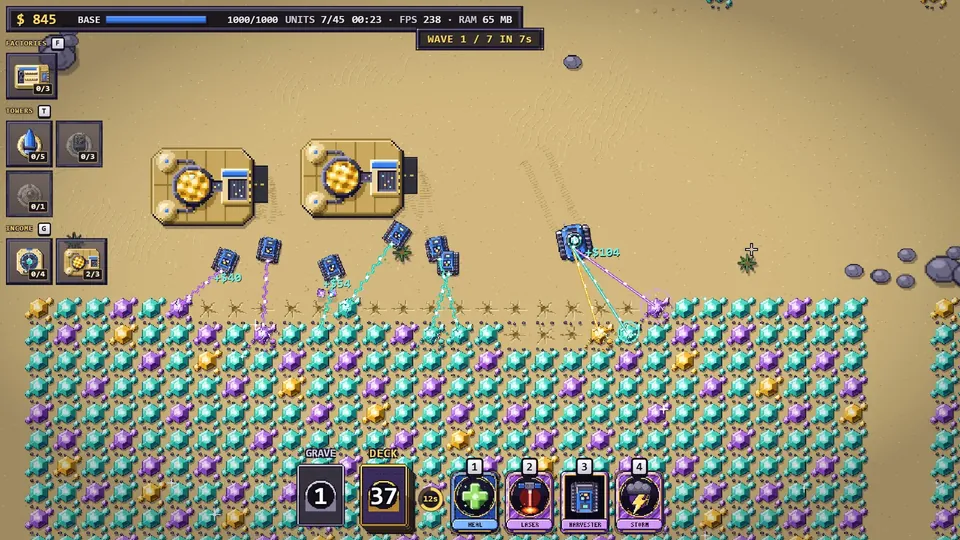 $ 845 BASE 1000/1000 UNITS 7/45 00:23 · FPS 238 · RAM 65 MB
WAVE 1 / 7 IN 7s
FACTORIES F
0/3
TOWERS T
0/5 0/3
0/1
INCOME G
0/4 2/3
+$40
+$54
+$104
GRAVE DECK
1 37 12s
1 2 3 4
HEAL LASER HARVESTER STORM